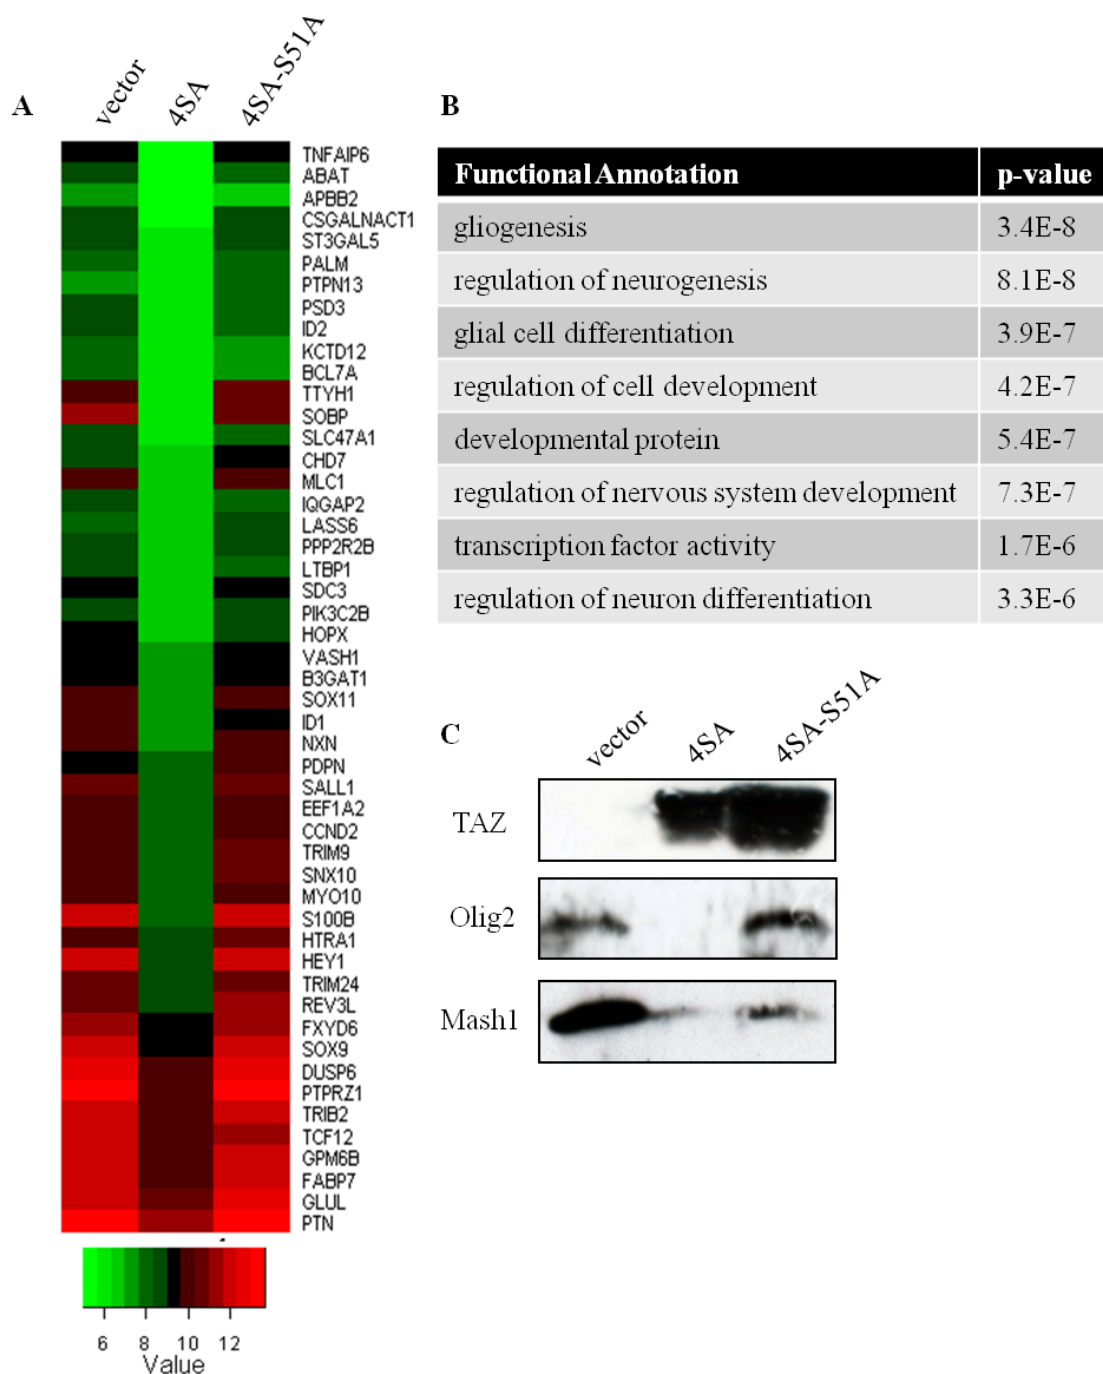 A
vector
4SA
4SA-S51A
TNFAIP6
ABAT
APBB2
CSGALNACT1
ST3GAL5
PALM
PTPN13
PSD3
ID2
KCTD12
BCL7A
TTYH1
SOBP
SLC47A1
CHD7
MLC1
IQGAP2
LASS6
PPP2R2B
LTBP1
SDC3
PIK3C2B
HOPX
VASH1
B3GAT1
SOX11
ID1
NXN
PDPN
SALL1
EEF1A2
CCND2
TRIM9
SNX10
MYO10
S100B
HTRA1
HEY1
TRIM24
REV3L
FXYD6
SOX9
DUSP6
PTPRZ1
TRIB2
TCF12
GPM6B
FABP7
GLUL
PTN
6 8 10 12
Value
B
Functional Annotation p-value
gliogenesis 3.4E-8
regulation of neurogenesis 8.1E-8
glial cell differentiation 3.9E-7
regulation of cell development 4.2E-7
developmental protein 5.4E-7
regulation of nervous system development 7.3E-7
transcription factor activity 1.7E-6
regulation of neuron differentiation 3.3E-6
C
vector
4SA
4SA-S51A
TAZ
Olig2
Mash1